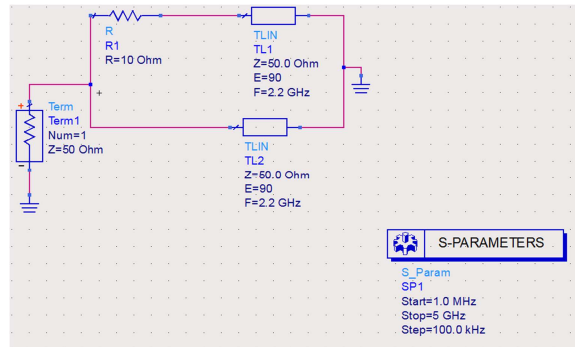 R
R1
R=10 Ohm
TLIN
TL1
Z=50.0 Ohm
E=90
F=2.2 GHz
+
+
Term
Term1
Num=1
Z=50 Ohm
-
TLIN
TL2
Z=50.0 Ohm
E=90
F=2.2 GHz
S-PARAMETERS
S_Param
SP1
Start=1.0 MHz
Stop=5 GHz
Step=100.0 kHz